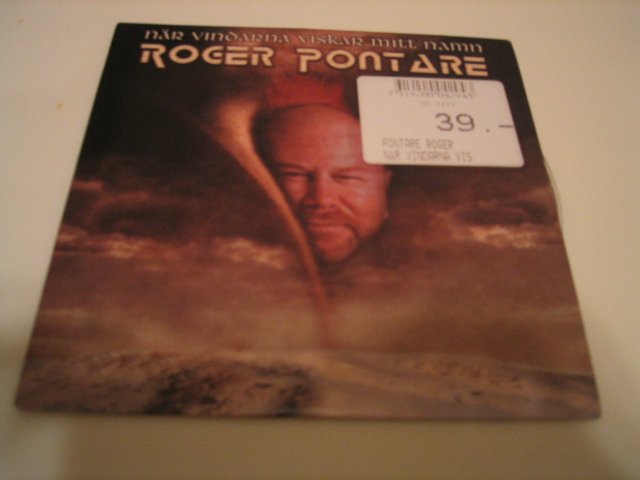 NÄR VINDARNA VISKAR MITT NAMN
ROGER PONTARE
39.-
PONTARE ROGER
NÄR VINDARNA VIS